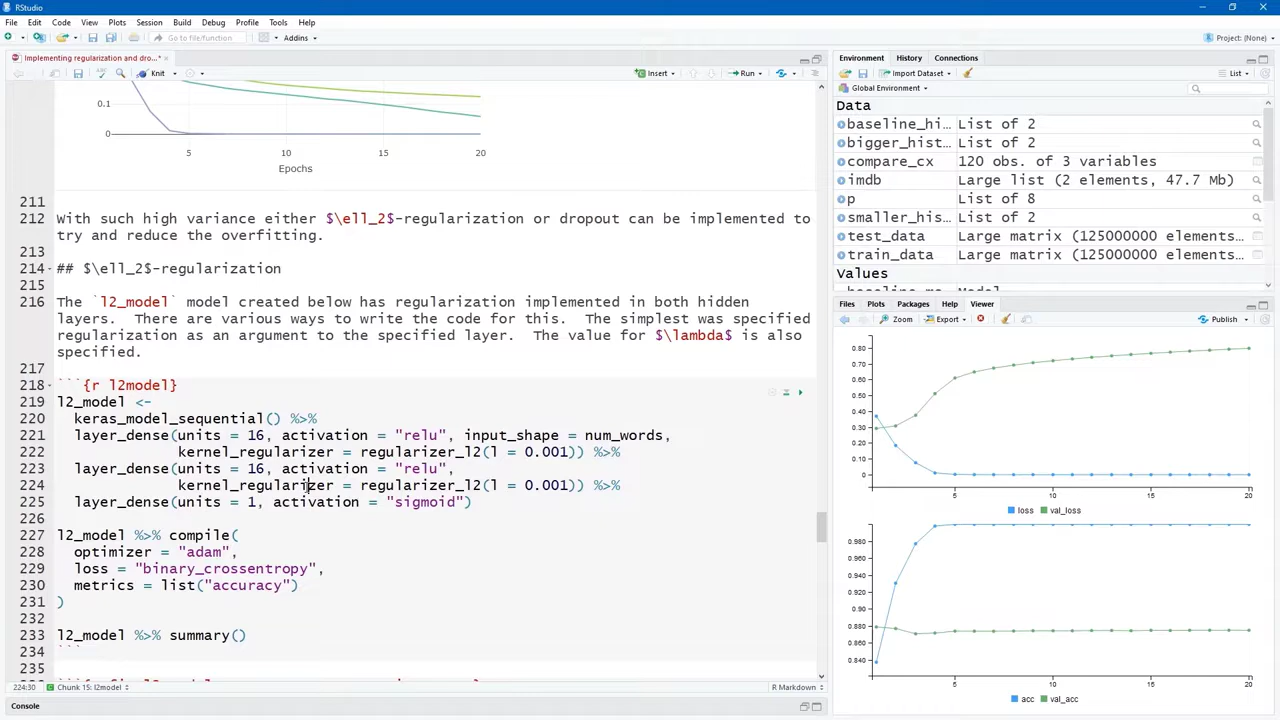 RStudio
File Edit Code View Plots Session Build Debug Profile Tools Help
Go to file/function Addins Project: (None)
Implementing regularization and dro...*
Knit Insert Run
0.1
0
5 10 15 20
Epochs
211
212 With such high variance either $\ell_2$-regularization or dropout can be implemented to
try and reduce the overfitting.
213
214 ## $\ell_2$-regularization
215
216 The `l2_model` model created below has regularization implemented in both hidden
layers. There are various ways to write the code for this. The simplest was specified
regularization as an argument to the specified layer. The value for $\lambda$ is also
specified.
217
218 ```{r l2model}
219 l2_model <-
220 keras_model_sequential() %>%
221 layer_dense(units = 16, activation = "relu", input_shape = num_words,
222 kernel_regularizer = regularizer_l2(l = 0.001)) %>%
223 layer_dense(units = 16, activation = "relu",
224 kernel_regularizer = regularizer_l2(l = 0.001)) %>%
225 layer_dense(units = 1, activation = "sigmoid")
226
227 l2_model %>% compile(
228 optimizer = "adam",
229 loss = "binary_crossentropy",
230 metrics = list("accuracy")
231 )
232
233 l2_model %>% summary()
234 ```
235
224:30 Chunk 15: l2model R Markdown
Console
Environment History Connections
Import Dataset List
Global Environment
Data
baseline_hi... List of 2
bigger_hist... List of 2
compare_cx 120 obs. of 3 variables
imdb Large list (2 elements, 47.7 Mb)
p List of 8
smaller_his... List of 2
test_data Large matrix (125000000 elements...
train_data Large matrix (125000000 elements...
Values
Files Plots Packages Help Viewer
Zoom Export Publish
0.80
0.70
0.60
0.50
0.40
0.30
0.20
0.10
0
5 10 15 20
loss val_loss
0.980
0.960
0.940
0.920
0.90
0.880
0.860
0.840
5 10 15 20
acc val_acc